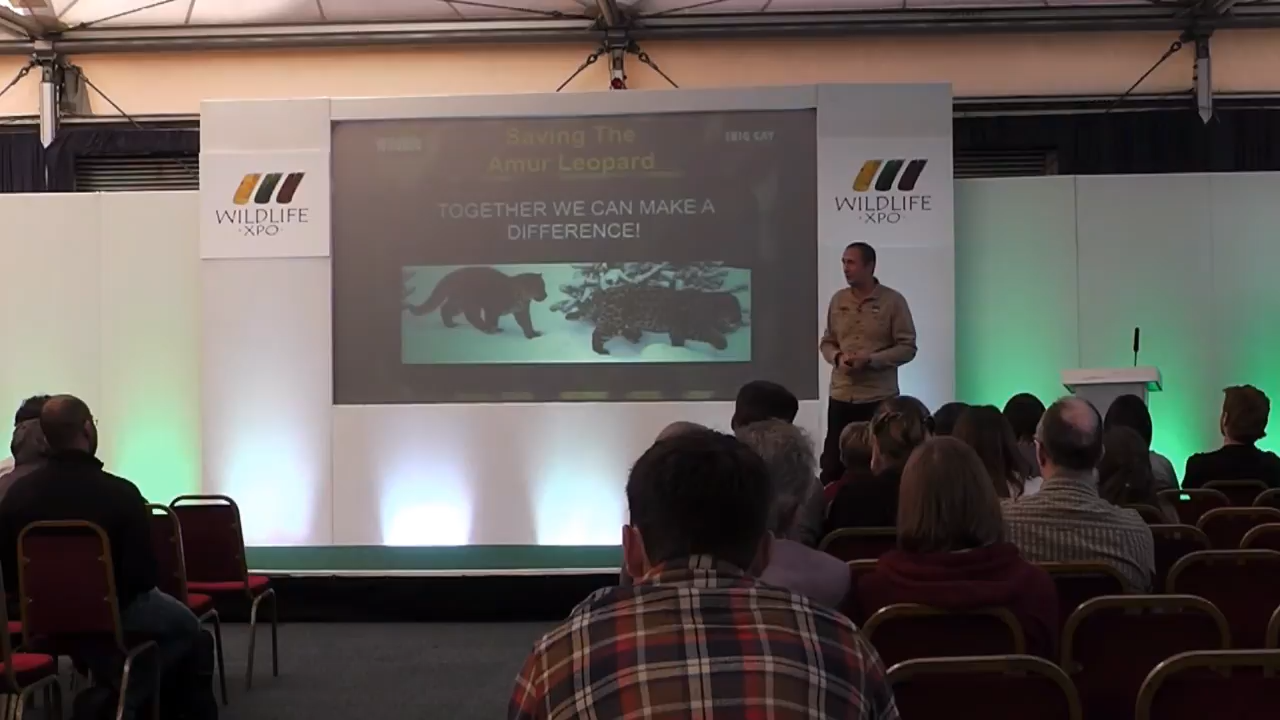 Saving The
Amur Leopard
TOGETHER WE CAN MAKE A
DIFFERENCE!
WILDLIFE
·XPO·
WILDLIFE
·XPO·